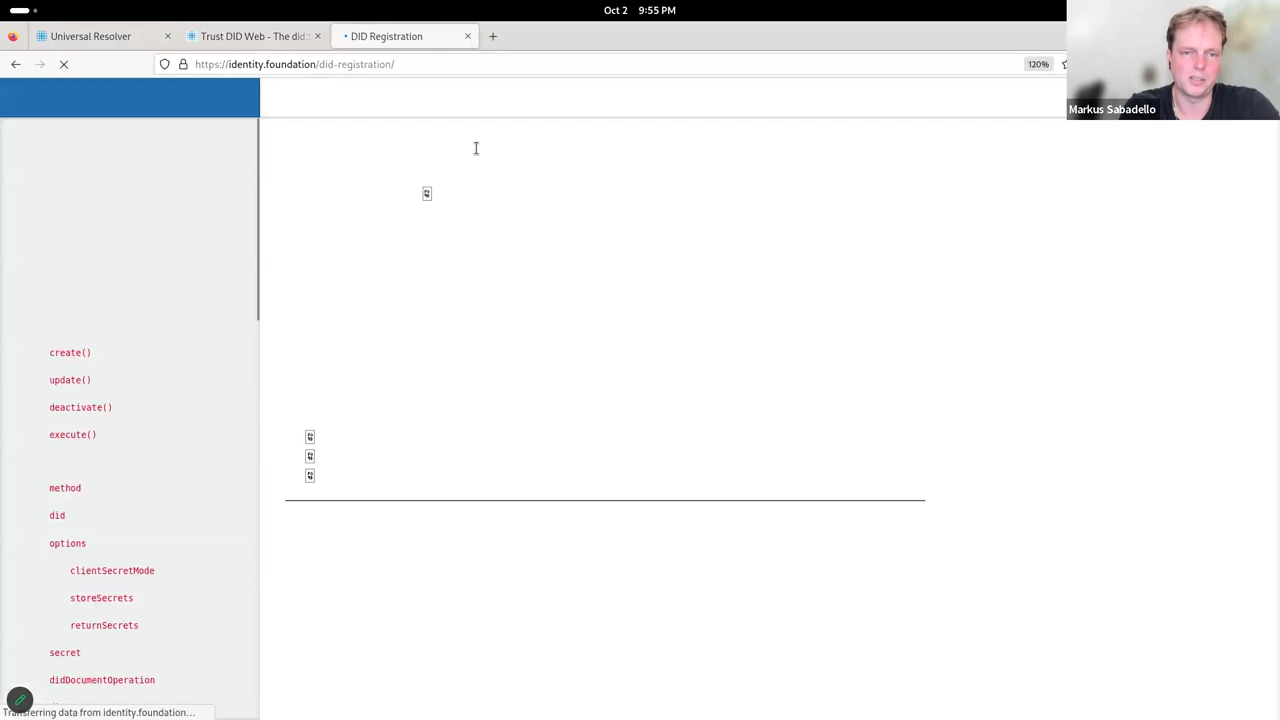 Oct 2 9:55 PM
Universal Resolver
Trust DID Web - The did:t
DID Registration
https://identity.foundation/did-registration/
120%
Markus Sabadello
create()
update()
deactivate()
execute()
method
did
options
clientSecretMode
storeSecrets
returnSecrets
secret
didDocumentOperation
Transferring data from identity.foundation…